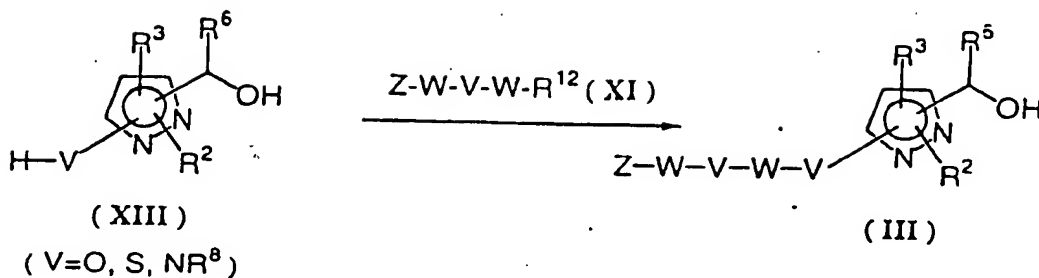 R³
R⁶
OH
N
N
R²
H-V
(XIII)
(V=O, S, NR⁸)
Z-W-V-W-R¹²(XI)
R³
R⁵
OH
N
N
R²
Z-W-V-W-V
(III)